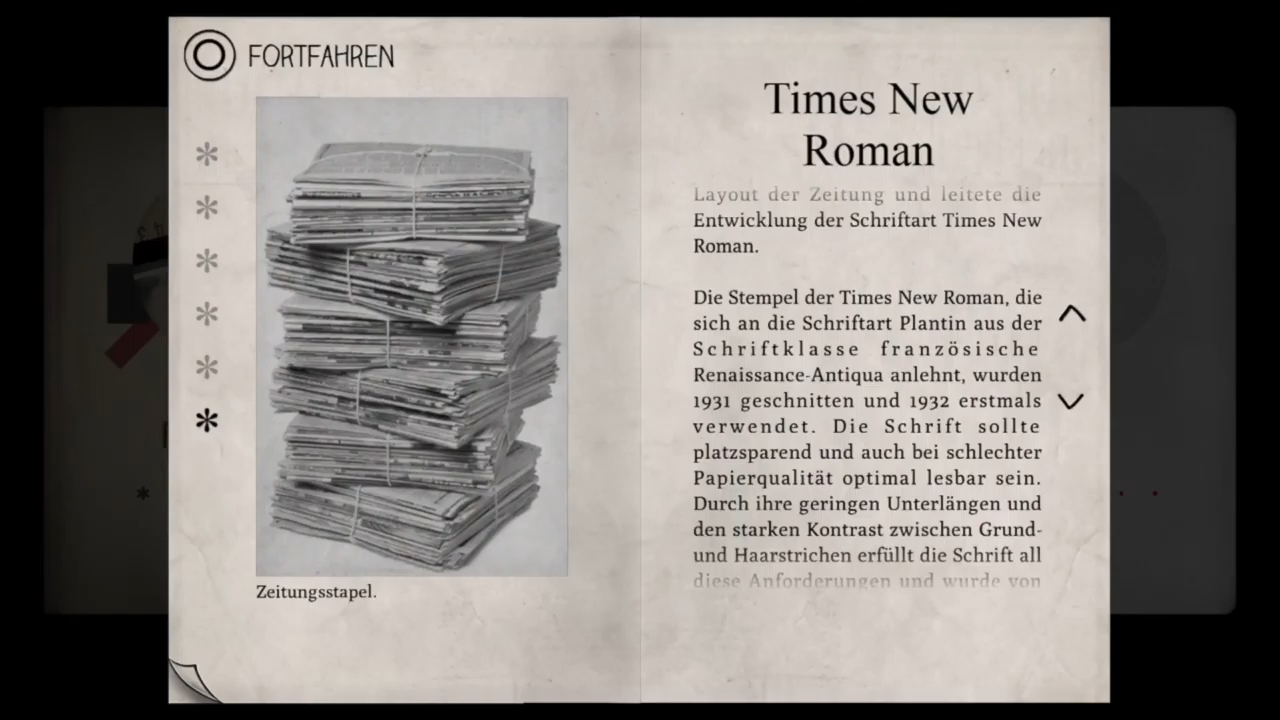 FORTFAHREN
Zeitungsstapel.
Times New
Roman
Layout der Zeitung und leitete die
Entwicklung der Schriftart Times New
Roman.
Die Stempel der Times New Roman, die
sich an die Schriftart Plantin aus der
Schriftklasse französische
Renaissance-Antiqua anlehnt, wurden
1931 geschnitten und 1932 erstmals
verwendet. Die Schrift sollte
platzsparend und auch bei schlechter
Papierqualität optimal lesbar sein.
Durch ihre geringen Unterlängen und
den starken Kontrast zwischen Grund-
und Haarstrichen erfüllt die Schrift all
diese Anforderungen und wurde von